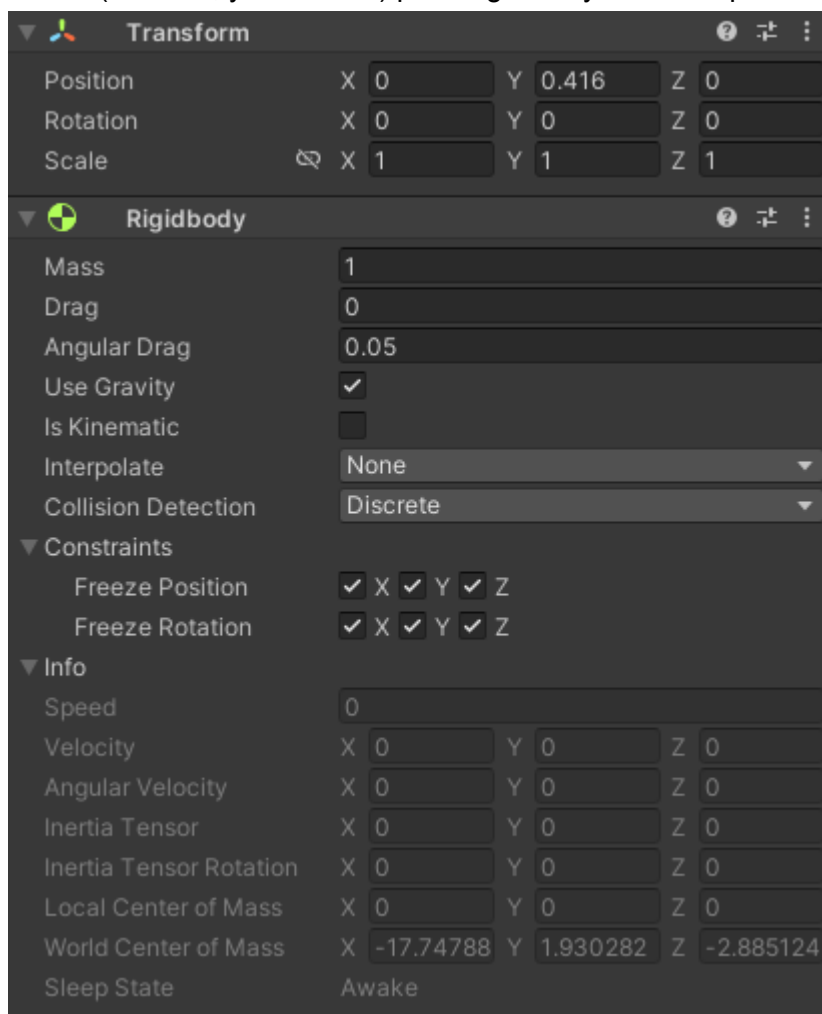 Transform
Position X 0 Y 0.416 Z 0
Rotation X 0 Y 0 Z 0
Scale X 1 Y 1 Z 1
Rigidbody
Mass 1
Drag 0
Angular Drag 0.05
Use Gravity
Is Kinematic
Interpolate None
Collision Detection Discrete
Constraints
Freeze Position X Y Z
Freeze Rotation X Y Z
Info
Speed 0
Velocity X 0 Y 0 Z 0
Angular Velocity X 0 Y 0 Z 0
Inertia Tensor X 0 Y 0 Z 0
Inertia Tensor Rotation X 0 Y 0 Z 0
Local Center of Mass X 0 Y 0 Z 0
World Center of Mass X -17.74788 Y 1.930282 Z -2.885124
Sleep State Awake